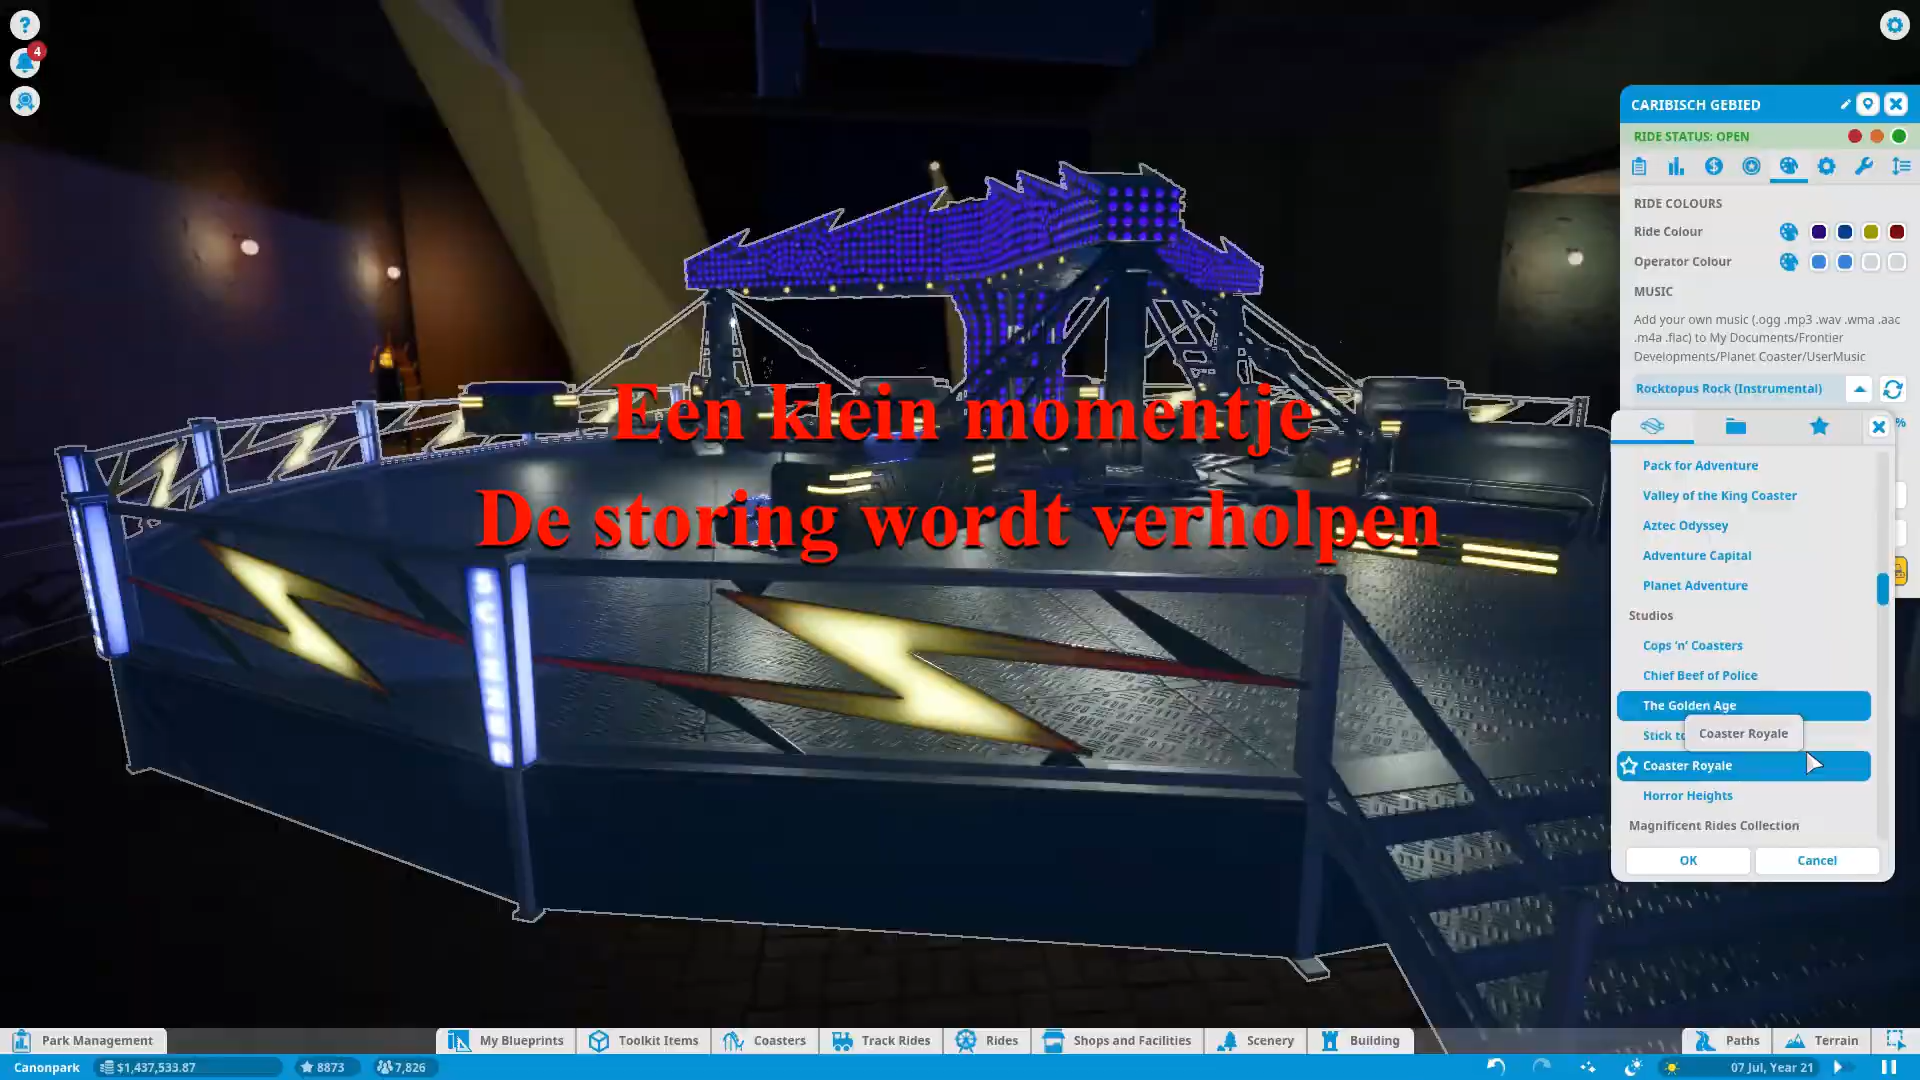 ?
4
CARIBISCH GEBIED
RIDE STATUS: OPEN
RIDE COLOURS
Ride Colour
Operator Colour
MUSIC
Add your own music (.ogg .mp3 .wav .wma .aac
.m4a .flac) to My Documents/Frontier
Developments/Planet Coaster/UserMusic
Rocktopus Rock (Instrumental)
%
Een klein momentje
De storing wordt verholpen
Pack for Adventure
Valley of the King Coaster
Aztec Odyssey
Adventure Capital
Planet Adventure
Studios
Cops 'n' Coasters
Chief Beef of Police
The Golden Age
Stick to
Coaster Royale
Coaster Royale
Horror Heights
Magnificent Rides Collection
OK
Cancel
Park Management
My Blueprints
Toolkit Items
Coasters
Track Rides
Rides
Shops and Facilities
Scenery
Building
Paths
Terrain
Canonpark
$1,437,533.87
8873
7,826
07 Jul, Year 21